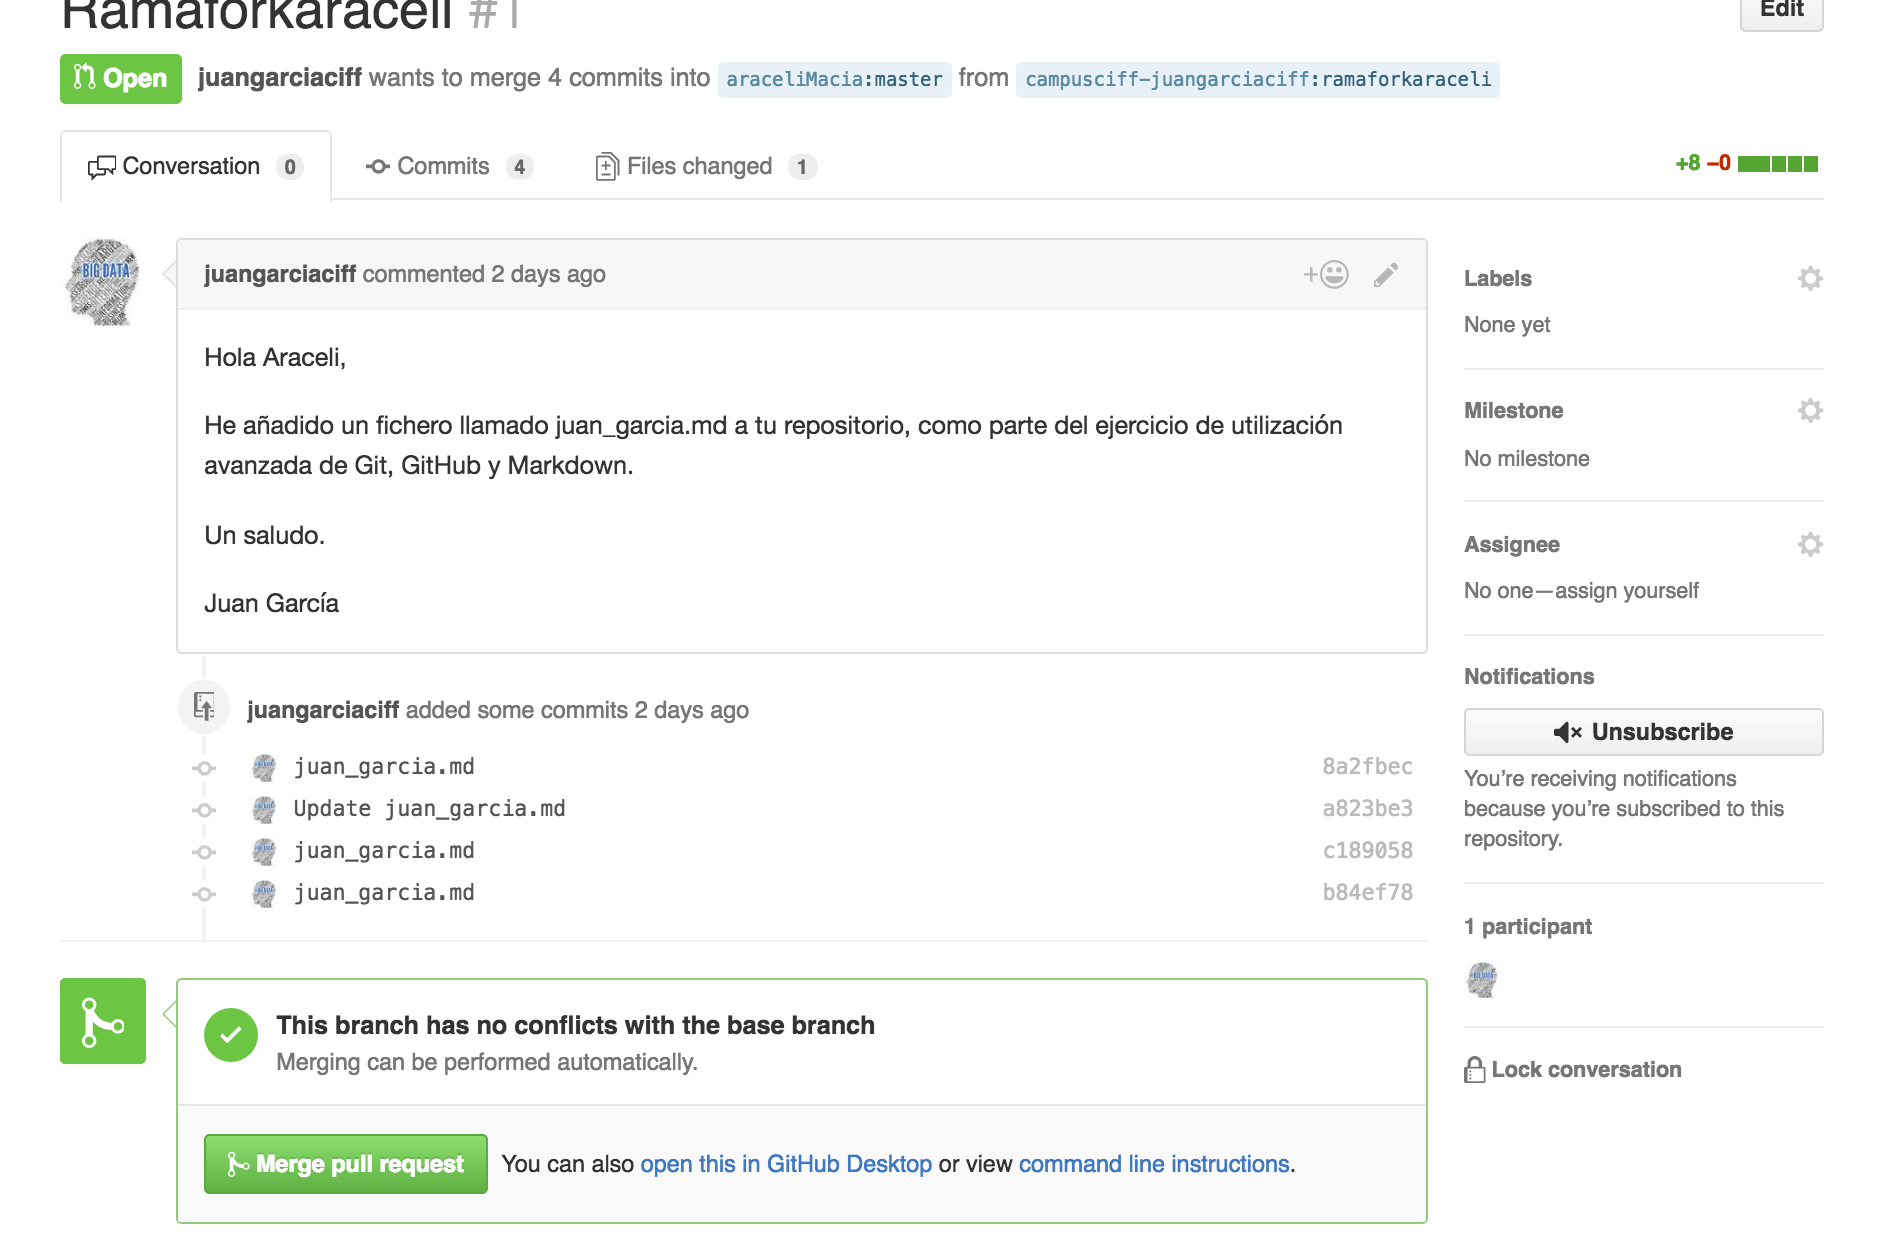 Ramaforkaraceli #1
Edit
Open juangarciaciff wants to merge 4 commits into araceliMacia:master from campusciff-juangarciaciff:ramaforkaraceli
Conversation 0 Commits 4 Files changed 1 +8 −0
BIG DATA
juangarciaciff commented 2 days ago
Hola Araceli,
He añadido un fichero llamado juan_garcia.md a tu repositorio, como parte del ejercicio de utilización
avanzada de Git, GitHub y Markdown.
Un saludo.
Juan García
juangarciaciff added some commits 2 days ago
juan_garcia.md 8a2fbec
Update juan_garcia.md a823be3
juan_garcia.md c189058
juan_garcia.md b84ef78
This branch has no conflicts with the base branch
Merging can be performed automatically.
Merge pull request You can also open this in GitHub Desktop or view command line instructions.
Labels
None yet
Milestone
No milestone
Assignee
No one—assign yourself
Notifications
Unsubscribe
You’re receiving notifications
because you’re subscribed to this
repository.
1 participant
Lock conversation